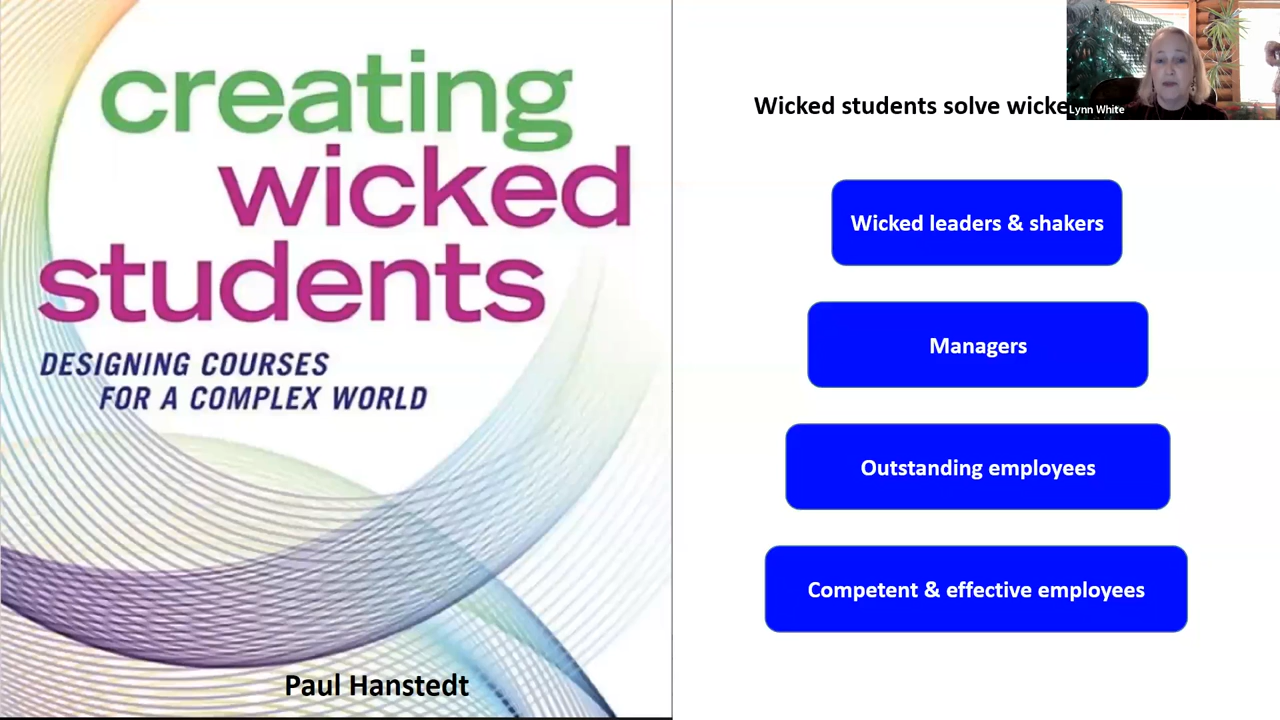 creating
wicked
students
DESIGNING COURSES
FOR A COMPLEX WORLD
Paul Hanstedt
Wicked students solve
Lynn White
Wicked leaders & shakers
Managers
Outstanding employees
Competent & effective employees